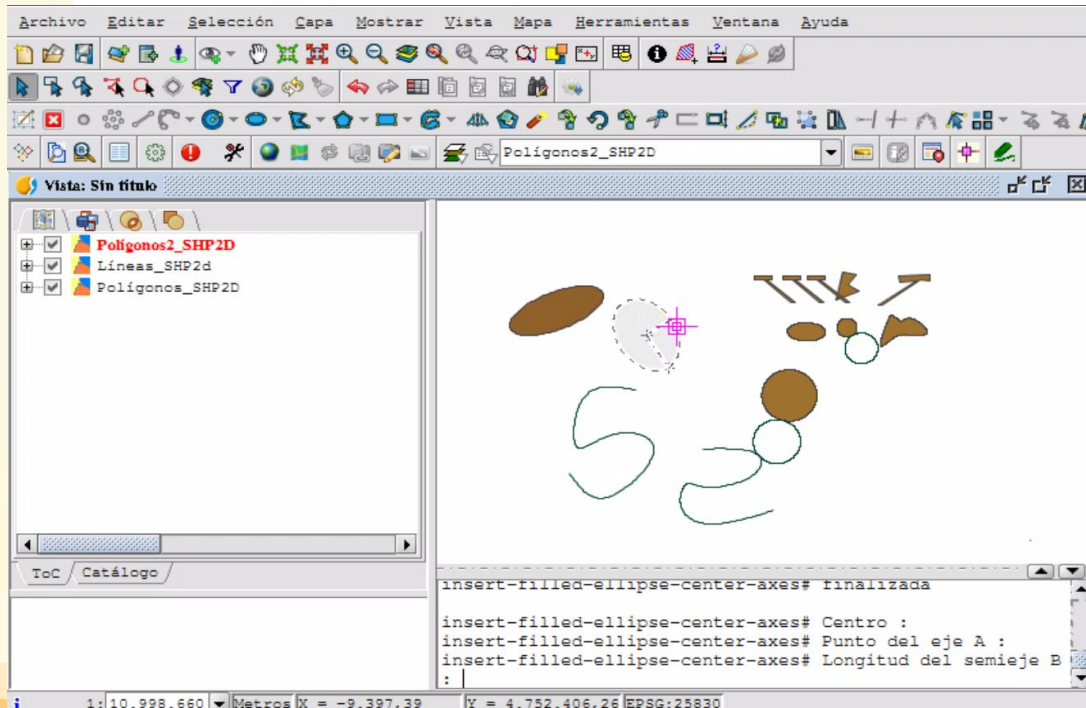 Archivo Editar Selección Capa Mostrar Vista Mapa Herramientas Ventana Ayuda
Polígonos2_SHP2D
Vista: Sin título
Polígonos2_SHP2D
Líneas_SHP2d
Polígonos_SHP2D
ToC Catálogo
insert-filled-ellipse-center-axes# finalizada
insert-filled-ellipse-center-axes# Centro :
insert-filled-ellipse-center-axes# Punto del eje A :
insert-filled-ellipse-center-axes# Longitud del semieje B
:
1: 10.998.660 Metros X = -9.397,39 Y = 4.752.406,26 EPSG:25830